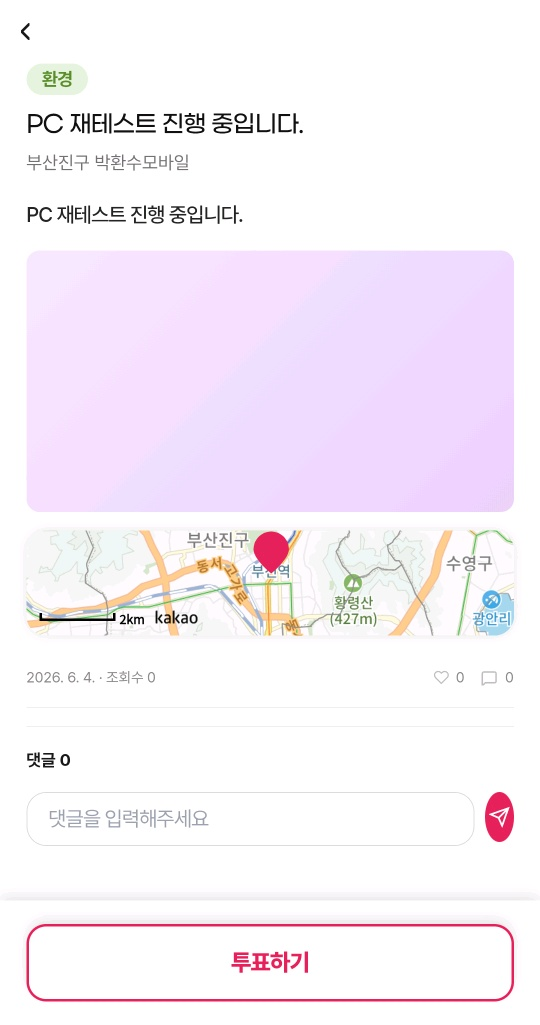 환경
PC 재테스트 진행 중입니다.
부산진구 박환수모바일
PC 재테스트 진행 중입니다.
부산진구
수영구
부전역
황령산
(427m)
광안리
2km kakao
2026. 6. 4. · 조회수 0
0
0
댓글 0
댓글을 입력해주세요
투표하기